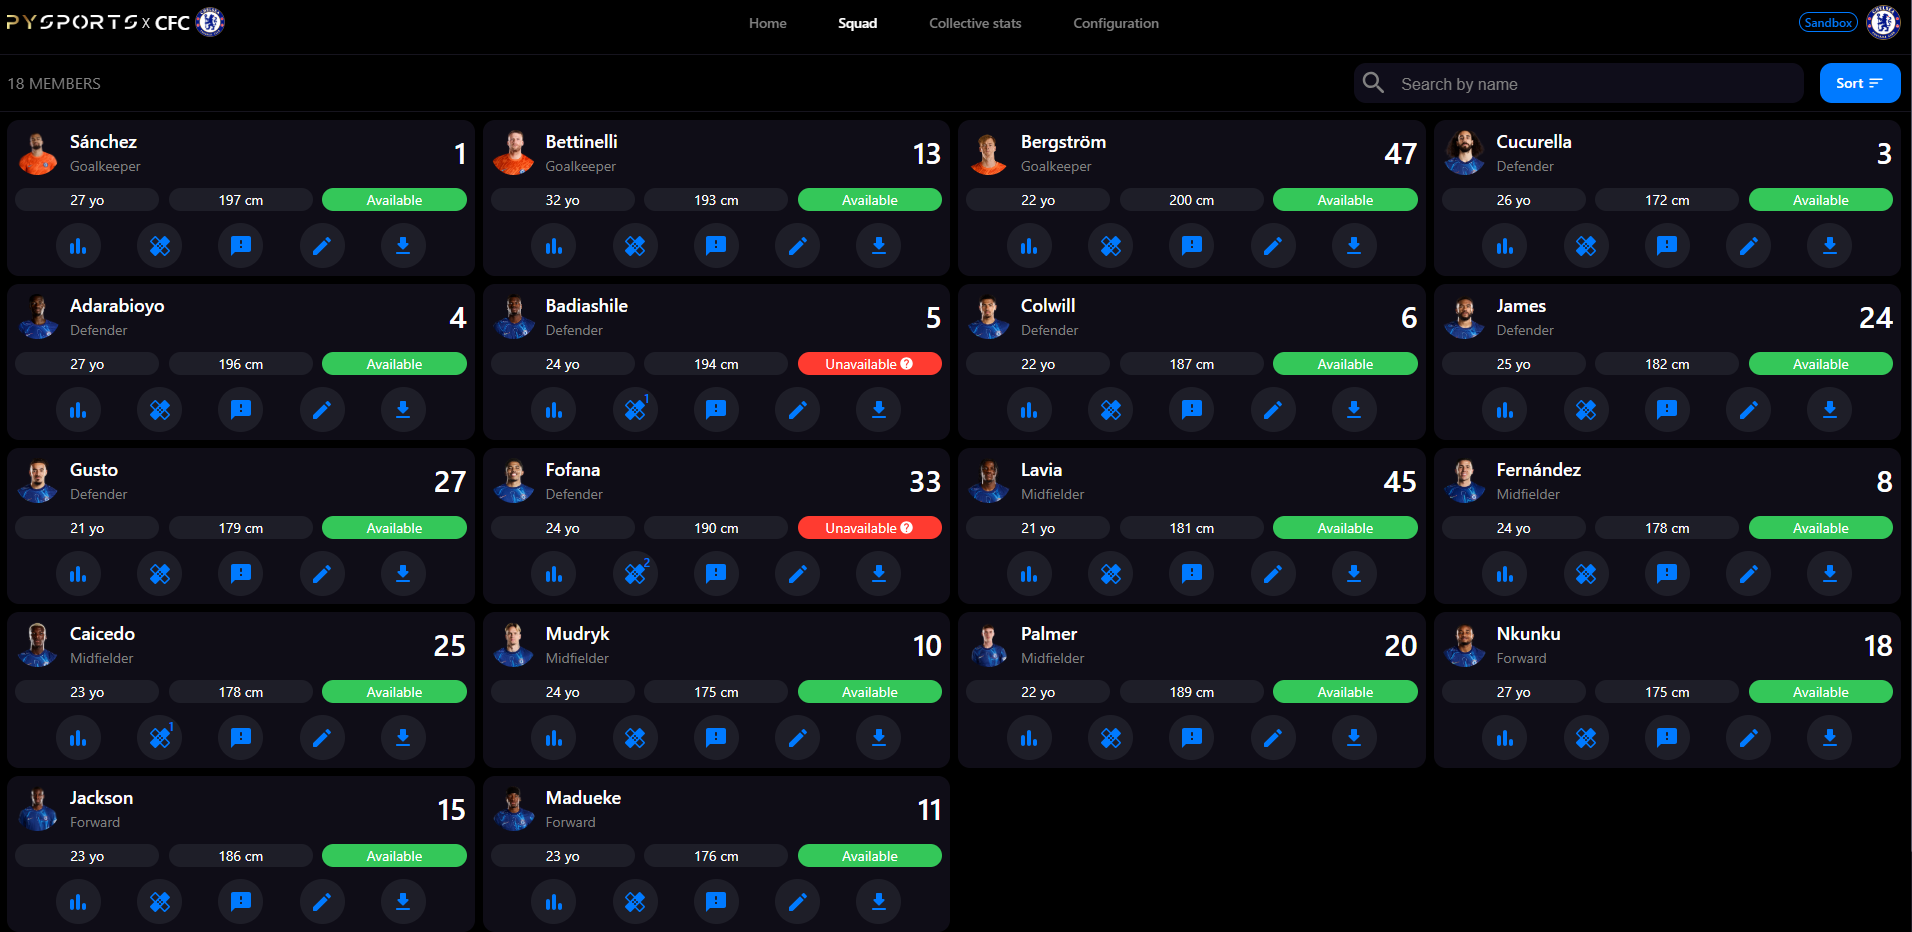 PYSPORTS x CFC
Home Squad Collective stats Configuration
Sandbox
18 MEMBERS
Search by name
Sort
Sánchez
Goalkeeper
1
27 yo 197 cm Available
Bettinelli
Goalkeeper
13
32 yo 193 cm Available
Bergström
Goalkeeper
47
22 yo 200 cm Available
Cucurella
Defender
3
26 yo 172 cm Available
Adarabioyo
Defender
4
27 yo 196 cm Available
Badiashile
Defender
5
24 yo 194 cm Unavailable ?
1
Colwill
Defender
6
22 yo 187 cm Available
James
Defender
24
25 yo 182 cm Available
Gusto
Defender
27
21 yo 179 cm Available
Fofana
Defender
33
24 yo 190 cm Unavailable ?
2
Lavia
Midfielder
45
21 yo 181 cm Available
Fernández
Midfielder
8
24 yo 178 cm Available
Caicedo
Midfielder
25
23 yo 178 cm Available
1
Mudryk
Midfielder
10
24 yo 175 cm Available
Palmer
Midfielder
20
22 yo 189 cm Available
Nkunku
Forward
18
27 yo 175 cm Available
Jackson
Forward
15
23 yo 186 cm Available
Madueke
Forward
11
23 yo 176 cm Available